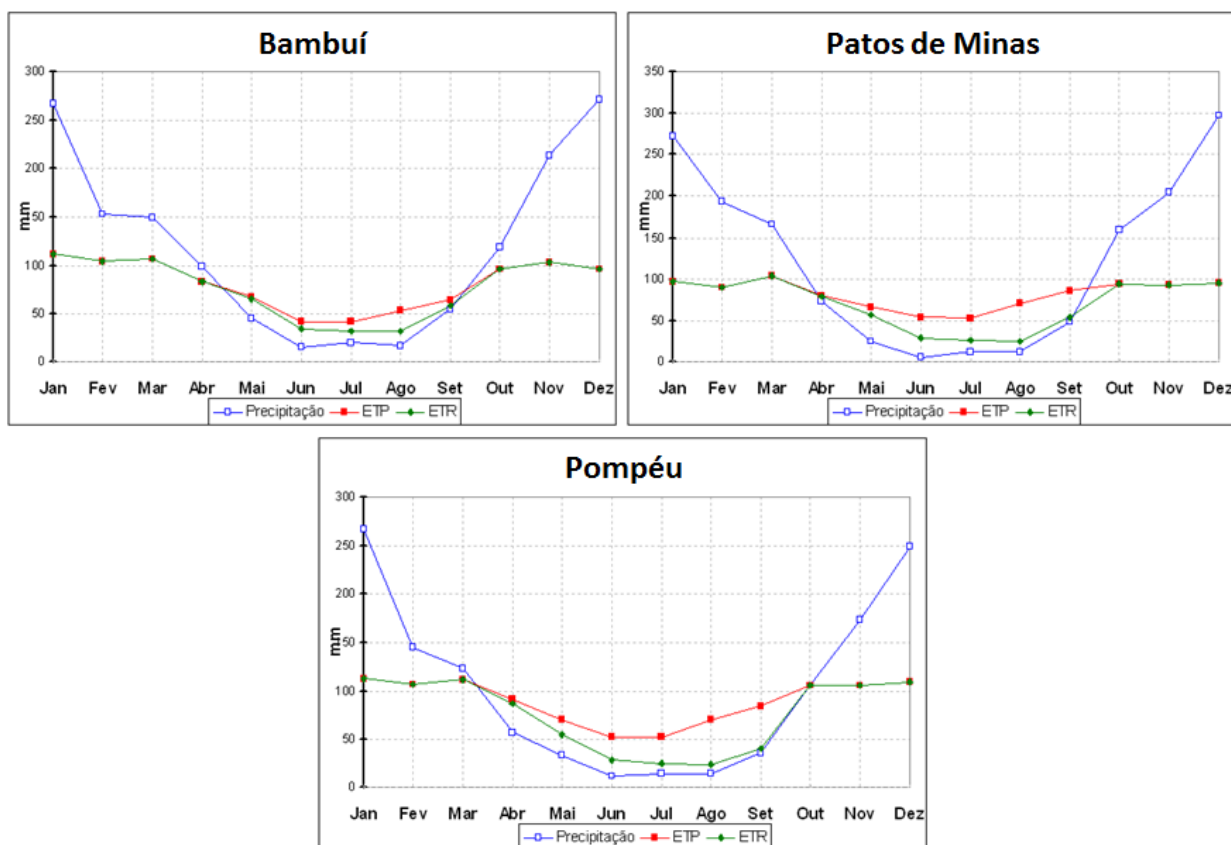 Bambuí
300
250
200
150
100
50
0
mm
Jan Fev Mar Abr Mai Jun Jul Ago Set Out Nov Dez
Precipitação ETP ETR
Patos de Minas
350
300
250
200
150
100
50
0
mm
Jan Fev Mar Abr Mai Jun Jul Ago Set Out Nov Dez
Precipitação ETP ETR
Pompéu
300
250
200
150
100
50
0
mm
Jan Fev Mar Abr Mai Jun Jul Ago Set Out Nov Dez
Precipitação ETP ETR